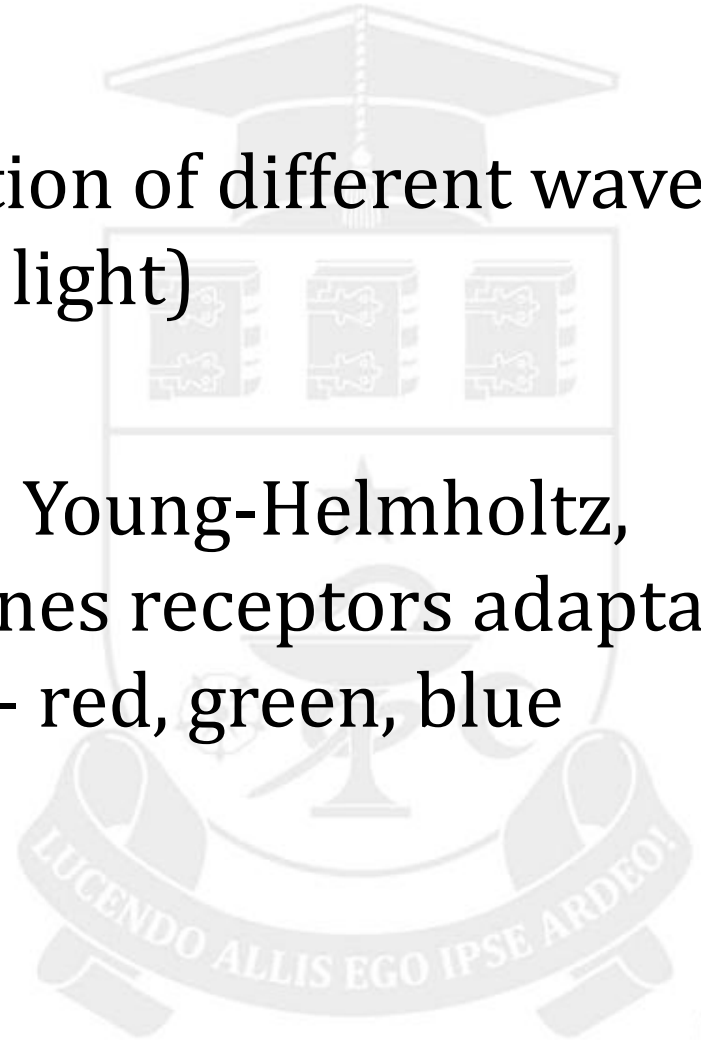 tion of different wave
light)
Young-Helmholtz,
nes receptors adapta
- red, green, blue
LUCENDO ALLIS EGO IPSE ARDEO!